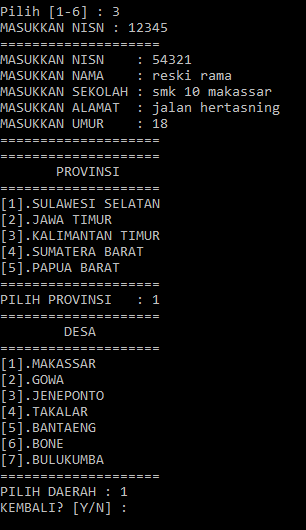 Pilih [1-6] : 3
MASUKKAN NISN : 12345
====================
MASUKKAN NISN    : 54321
MASUKKAN NAMA    : reski rama
MASUKKAN SEKOLAH : smk 10 makassar
MASUKKAN ALAMAT  : jalan hertasning
MASUKKAN UMUR    : 18
====================
====================
       PROVINSI
====================
[1].SULAWESI SELATAN
[2].JAWA TIMUR
[3].KALIMANTAN TIMUR
[4].SUMATERA BARAT
[5].PAPUA BARAT
====================
PILIH PROVINSI   : 1
====================
        DESA
====================
[1].MAKASSAR
[2].GOWA
[3].JENEPONTO
[4].TAKALAR
[5].BANTAENG
[6].BONE
[7].BULUKUMBA
====================
PILIH DAERAH : 1
KEMBALI? [Y/N] :